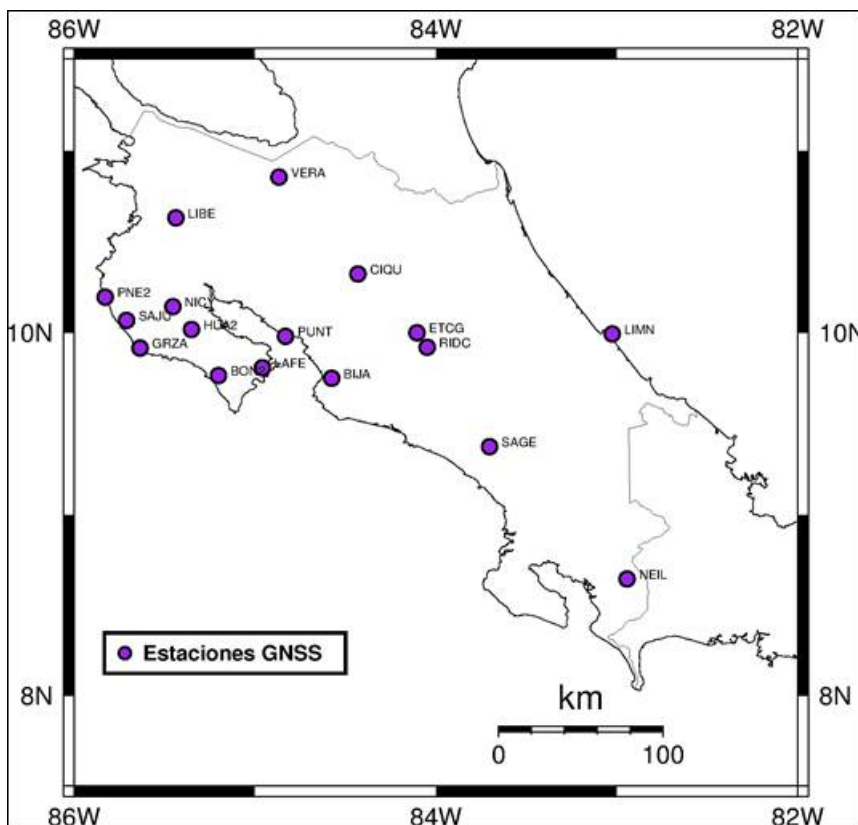 86W
84W
82W
VERA
LIBE
CIQU
PNE2
NICY
SAJU
HUA2
10N
GRZA
PUNT
ETCG
RIDC
LIMN
10N
LAFE
BIJA
SAGE
NEIL
Estaciones GNSS
8N
km
8N
0
100
86W
84W
82W